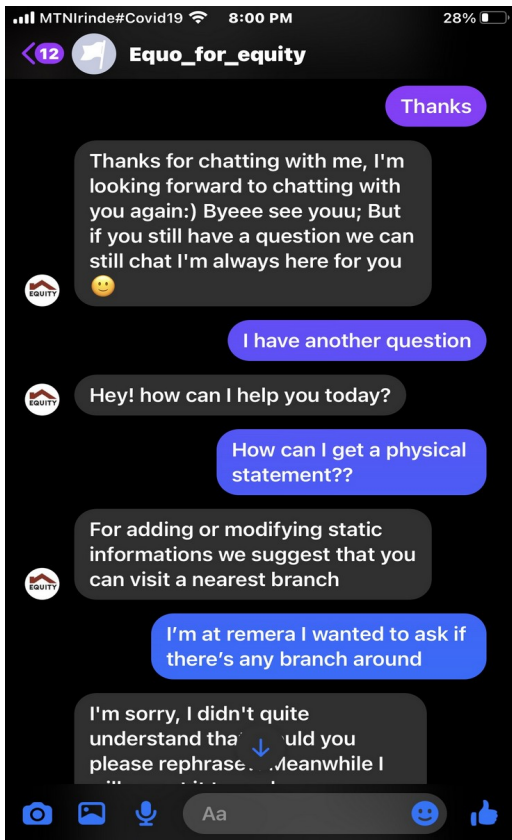 MTNIrinde#Covid19 8:00 PM 28%
12 Equo_for_equity
Thanks
Thanks for chatting with me, I'm
looking forward to chatting with
you again:) Byeee see youu; But
if you still have a question we can
still chat I'm always here for you
🙂
EQUITY
I have another question
Hey! how can I help you today?
EQUITY
How can I get a physical
statement??
For adding or modifying static
informations we suggest that you
can visit a nearest branch
EQUITY
I'm at remera I wanted to ask if
there's any branch around
I'm sorry, I didn't quite
understand you
please Meanwhile I
Aa